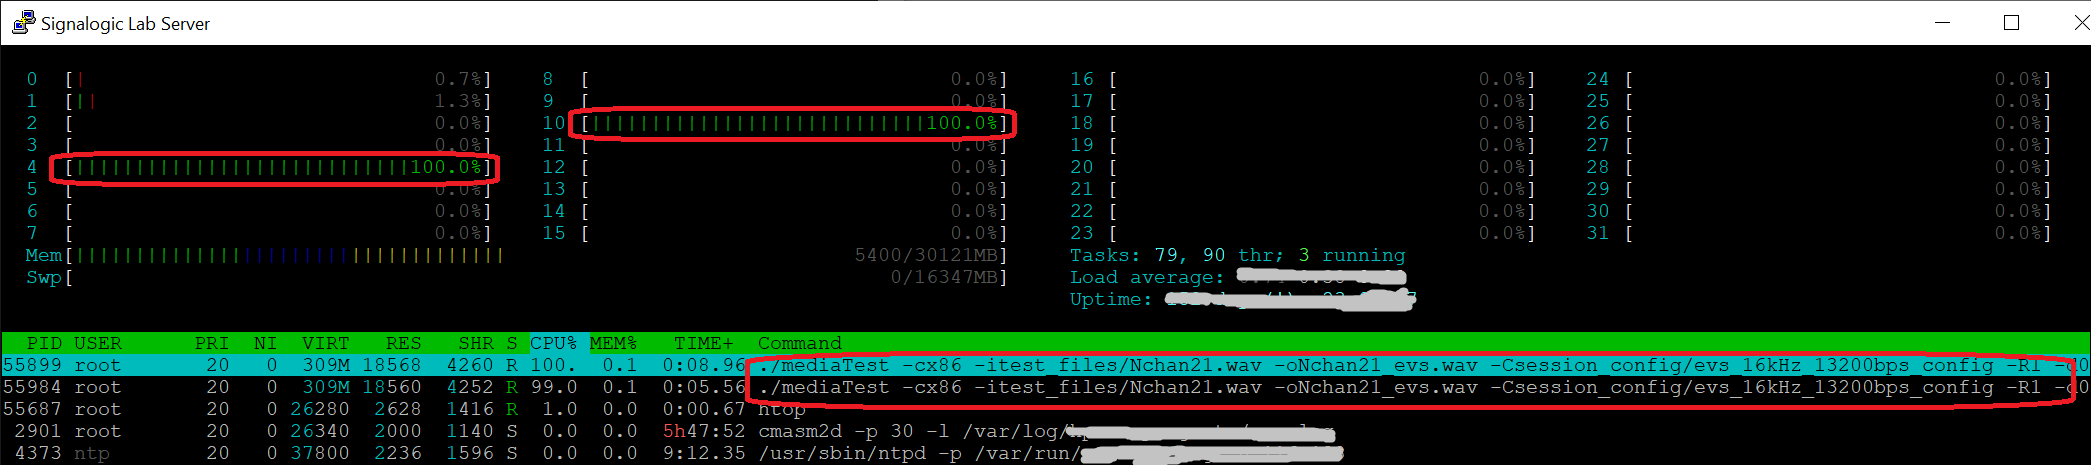 Signalogic Lab Server
0 [| 0.7%] 8 [ 0.0%] 16 [ 0.0%] 24 [ 0.0%]
1 [|| 1.3%] 9 [ 0.0%] 17 [ 0.0%] 25 [ 0.0%]
2 [ 0.0%] 10 [||||||||||||||||||||||||||||100.0%] 18 [ 0.0%] 26 [ 0.0%]
3 [ 0.0%] 11 [ 0.0%] 19 [ 0.0%] 27 [ 0.0%]
4 [||||||||||||||||||||||||||||100.0%] 12 [ 0.0%] 20 [ 0.0%] 28 [ 0.0%]
5 [ 0.0%] 13 [ 0.0%] 21 [ 0.0%] 29 [ 0.0%]
6 [ 0.0%] 14 [ 0.0%] 22 [ 0.0%] 30 [ 0.0%]
7 [ 0.0%] 15 [ 0.0%] 23 [ 0.0%] 31 [ 0.0%]
Mem[|||||||||||||||||||||||||||||||||||| 5400/30121MB] Tasks: 79, 90 thr; 3 running
Swp[ 0/16347MB] Load average:
Uptime:
PID USER PRI NI VIRT RES SHR S CPU% MEM% TIME+ Command
55899 root 20 0 309M 18568 4260 R 100. 0.1 0:08.96 ./mediaTest -cx86 -itest_files/Nchan21.wav -oNchan21_evs.wav -Csession_config/evs_16kHz_13200bps_config -R1 -d0
55984 root 20 0 309M 18560 4252 R 99.0 0.1 0:05.56 ./mediaTest -cx86 -itest_files/Nchan21.wav -oNchan21_evs.wav -Csession_config/evs_16kHz_13200bps_config -R1 -d0
55687 root 20 0 26280 2628 1416 R 1.0 0.0 0:00.67 htop
2901 root 20 0 26340 2000 1140 S 0.0 0.0 5h47:52 cmasm2d -p 30 -l /var/log/
4373 ntp 20 0 37800 2236 1596 S 0.0 0.0 9:12.35 /usr/sbin/ntpd -p /var/run/